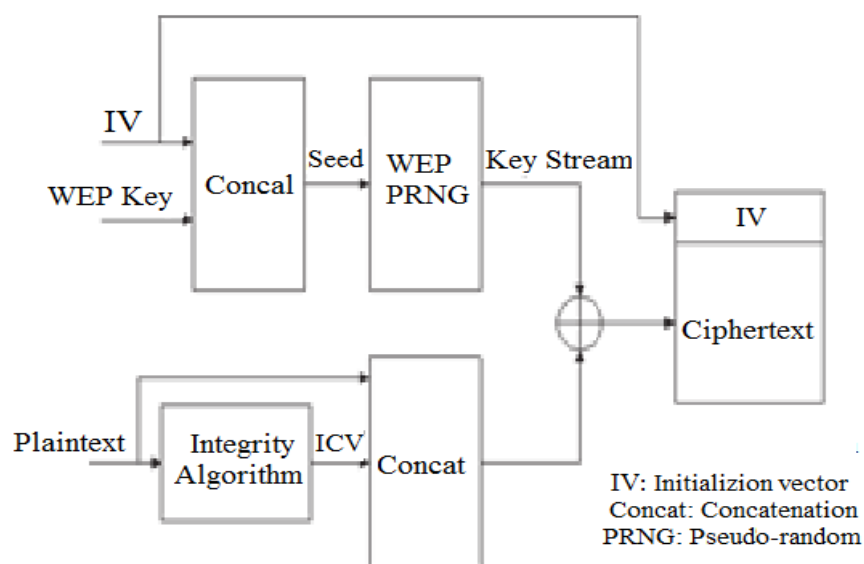 IV
WEP Key
Concal
Seed
WEP
PRNG
Key Stream
IV
Ciphertext
Plaintext
Integrity
Algorithm
ICV
Concat
IV: Initializion vector
Concat: Concatenation
PRNG: Pseudo-random